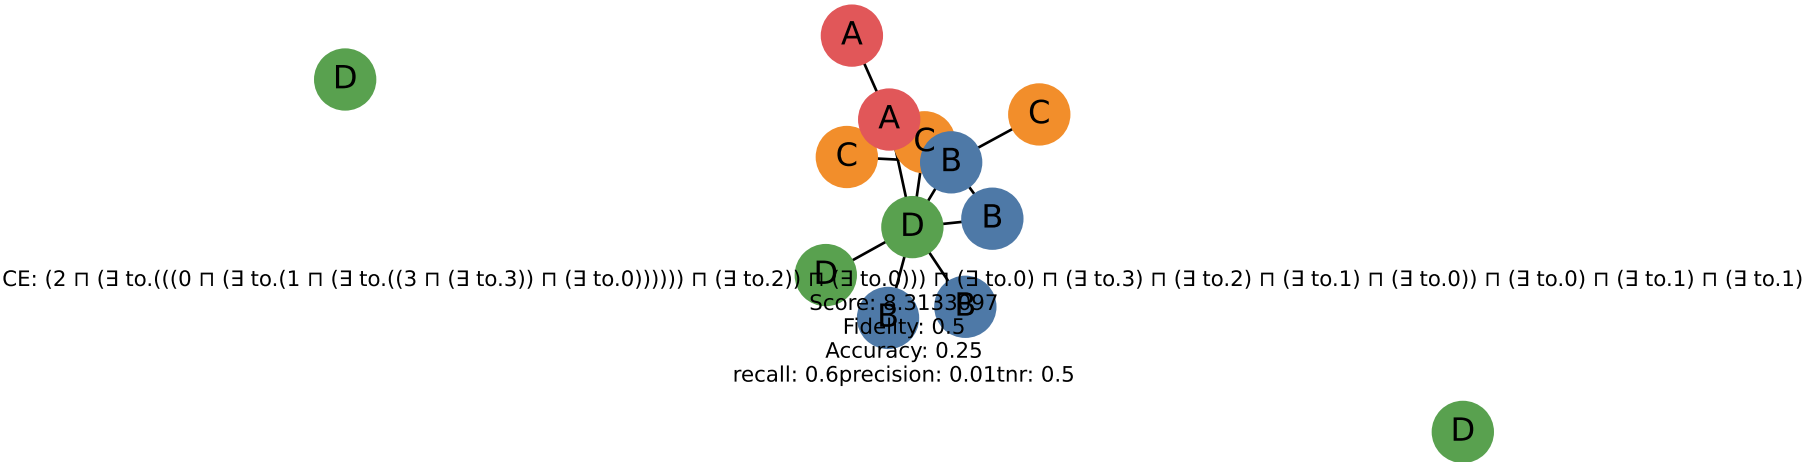 A
D
C
A
C
C
B
B
D
D
CE: (2 ⊓ (∃ to.(((0 ⊓ (∃ to.(1 ⊓ (∃ to.((3 ⊓ (∃ to.3)) ⊓ (∃ to.0)))))) ⊓ (∃ to.2)) ⊓ (∃ to.0))) ⊓ (∃ to.0) ⊓ (∃ to.3) ⊓ (∃ to.2) ⊓ (∃ to.1) ⊓ (∃ to.0)) ⊓ (∃ to.0) ⊓ (∃ to.1) ⊓ (∃ to.1)
Score:
B
B
Fidelity: 0.5
Accuracy: 0.25
recall: 0.6precision: 0.01tnr: 0.5
D